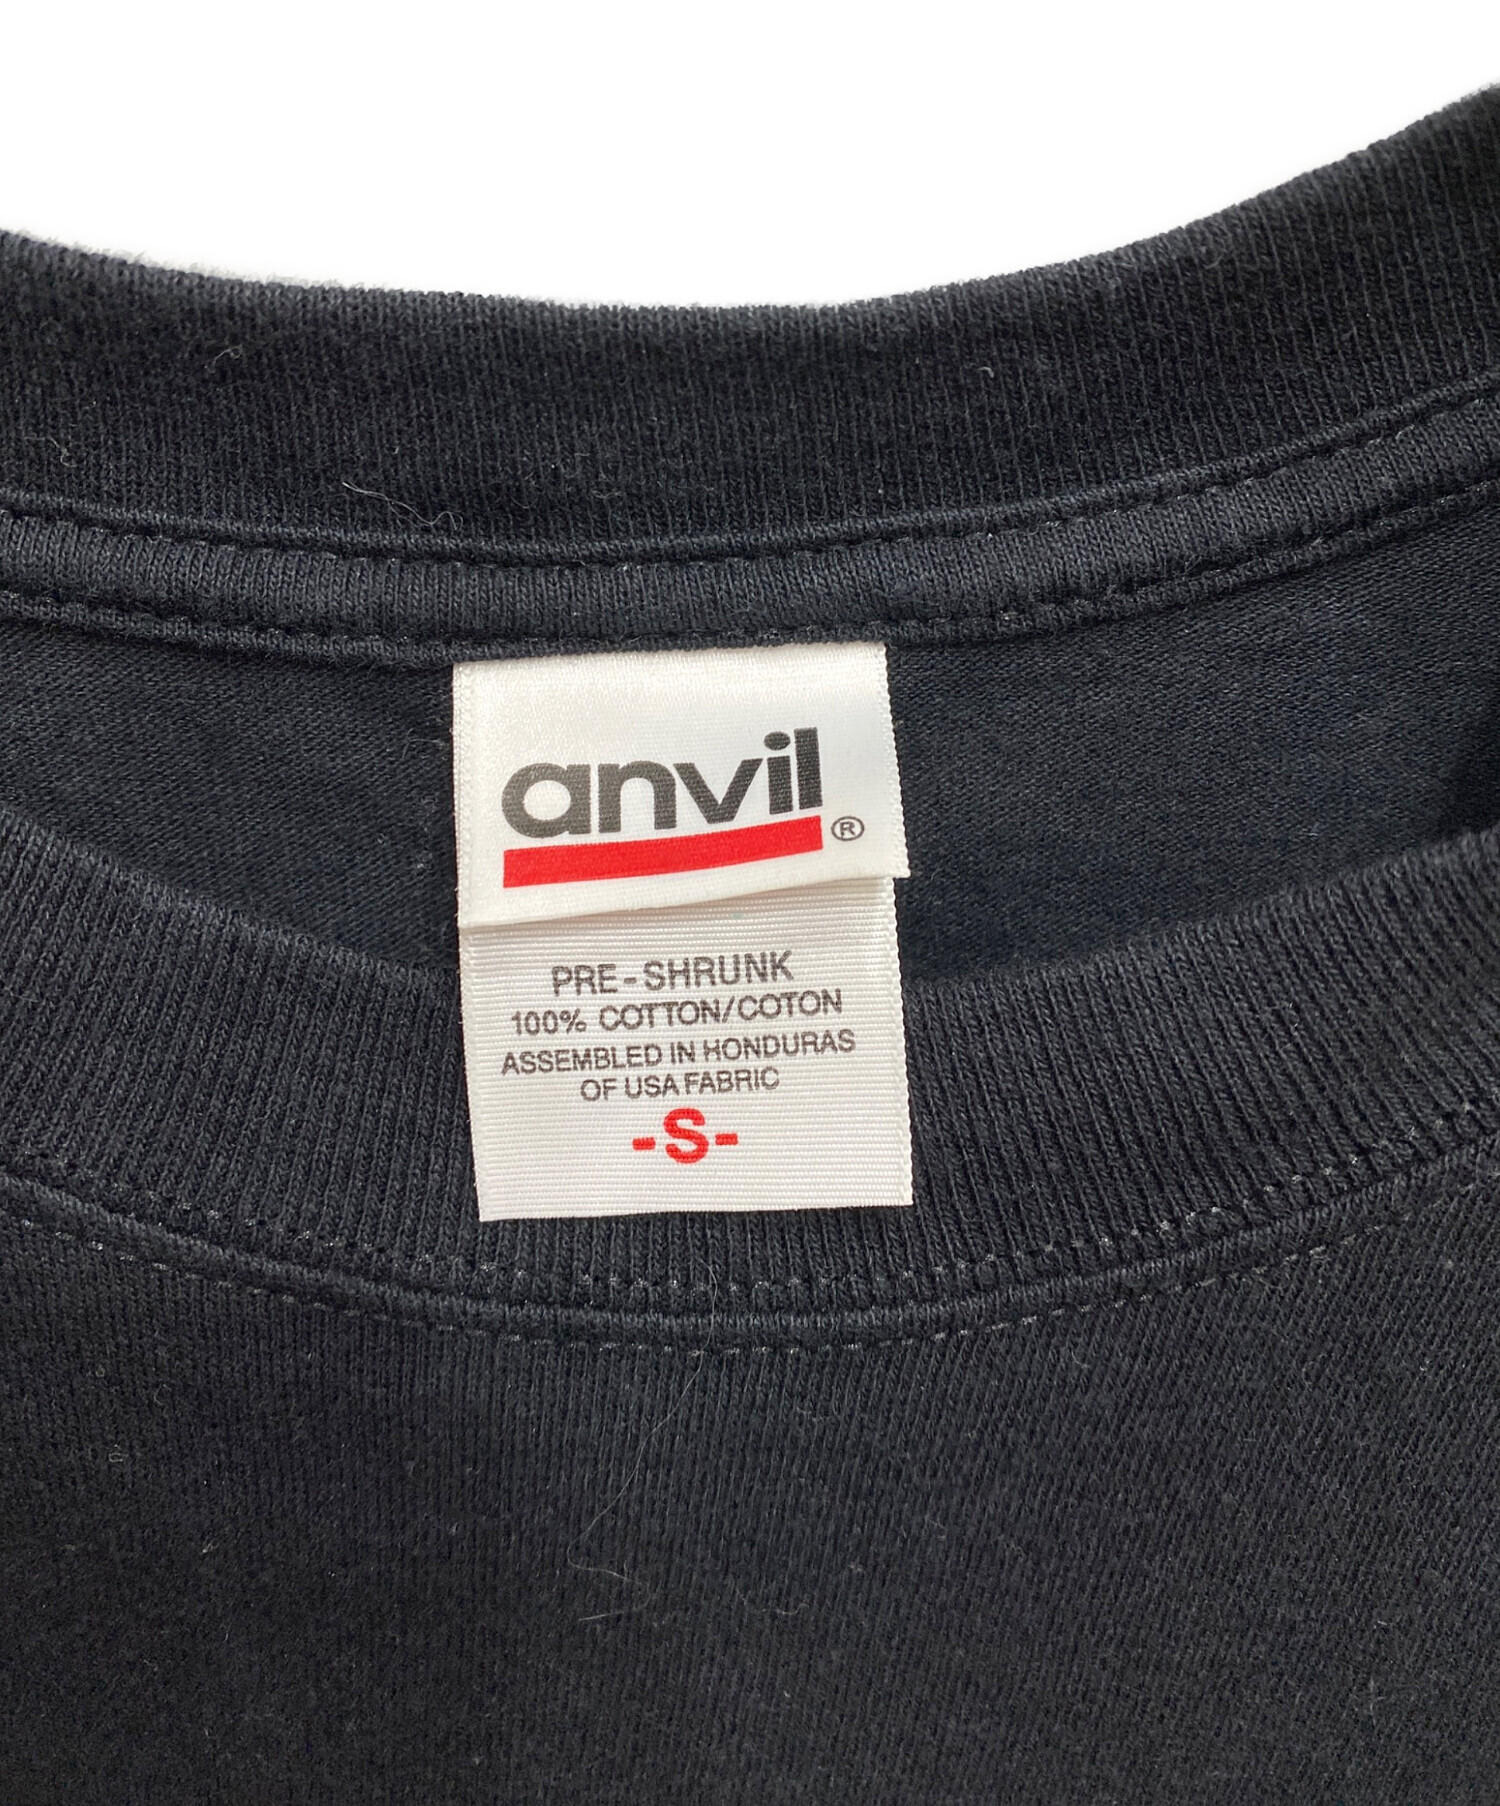 anvil®
PRE-SHRUNK
100% COTTON/COTON
ASSEMBLED IN HONDURAS
OF USA FABRIC
-S-